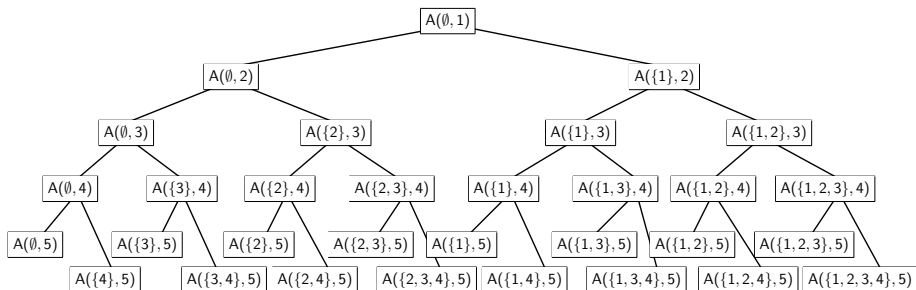 A(∅, 1)
A(∅, 2) A({1}, 2)
A(∅, 3) A({2}, 3) A({1}, 3) A({1, 2}, 3)
A(∅, 4) A({3}, 4) A({2}, 4) A({2, 3}, 4) A({1}, 4) A({1, 3}, 4) A({1, 2}, 4) A({1, 2, 3}, 4)
A(∅, 5) A({3}, 5) A({2}, 5) A({2, 3}, 5) A({1}, 5) A({1, 3}, 5) A({1, 2}, 5) A({1, 2, 3}, 5)
A({4}, 5) A({3, 4}, 5) A({2, 4}, 5) A({2, 3, 4}, 5) A({1, 4}, 5) A({1, 3, 4}, 5) A({1, 2, 4}, 5) A({1, 2, 3, 4}, 5)